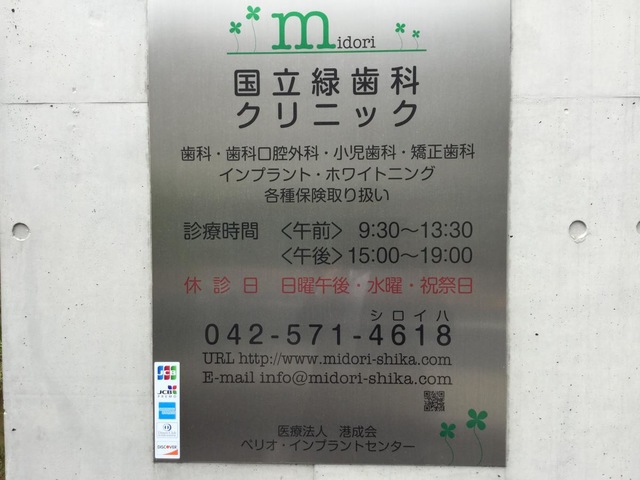 midori
国立緑歯科
クリニック
歯科・歯科口腔外科・小児歯科・矯正歯科
インプラント・ホワイトニング
各種保険取り扱い
診療時間 〈午前〉 9:30〜13:30
〈午後〉 15:00〜19:00
休診日 日曜午後・水曜・祝祭日
シロイハ
042-571-4618
URL http://www.midori-shika.com
E-mail info@midori-shika.com
JCB
JCB
PREMO
DISCOVER
医療法人 港成会
ペリオ・インプラントセンター